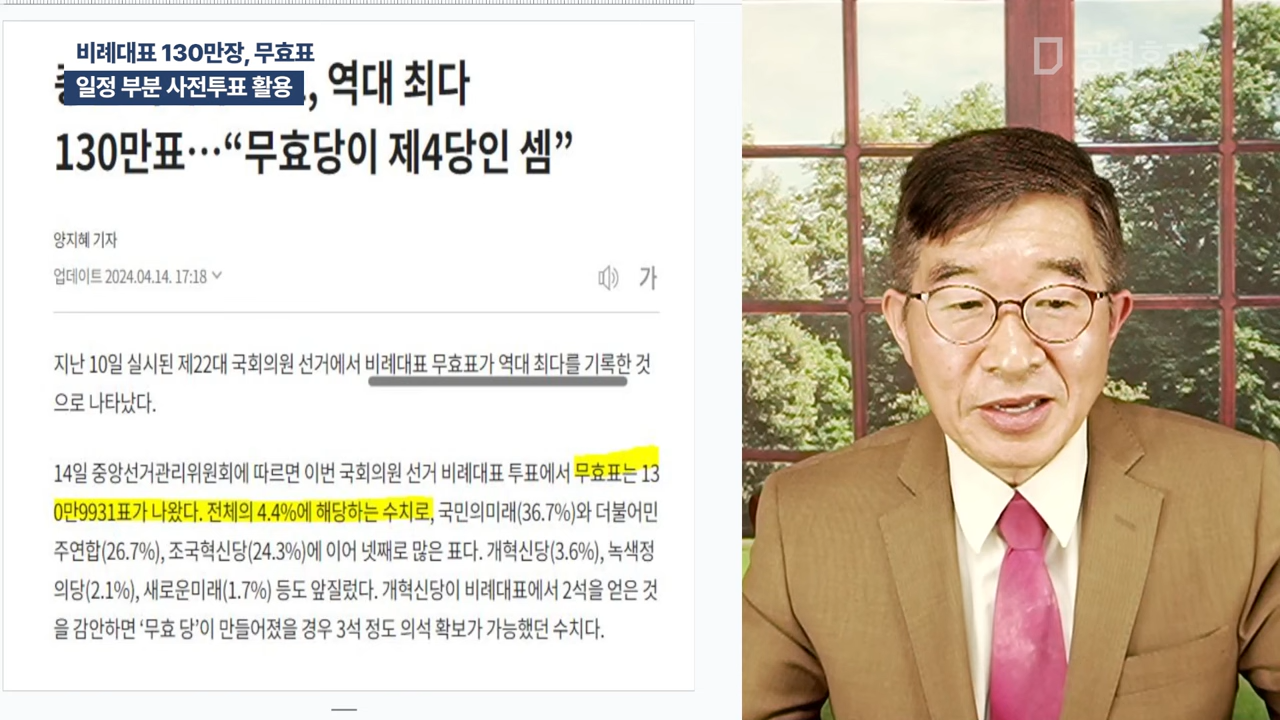 비례대표 130만장, 무효표
일정 부분 사전투표 활용
, 역대 최다
130만표…“무효당이 제4당인 셈”
양지혜 기자
업데이트 2024.04.14. 17:18
가
지난 10일 실시된 제22대 국회의원 선거에서 비례대표 무효표가 역대 최다를 기록한 것
으로 나타났다.
14일 중앙선거관리위원회에 따르면 이번 국회의원 선거 비례대표 투표에서 무효표는 13
0만9931표가 나왔다. 전체의 4.4%에 해당하는 수치로, 국민의미래(36.7%)와 더불어민
주연합(26.7%), 조국혁신당(24.3%)에 이어 넷째로 많은 표다. 개혁신당(3.6%), 녹색정
의당(2.1%), 새로운미래(1.7%) 등도 앞질렀다. 개혁신당이 비례대표에서 2석을 얻은 것
을 감안하면 ‘무효 당’이 만들어졌을 경우 3석 정도 의석 확보가 가능했던 수치다.
공병호TV